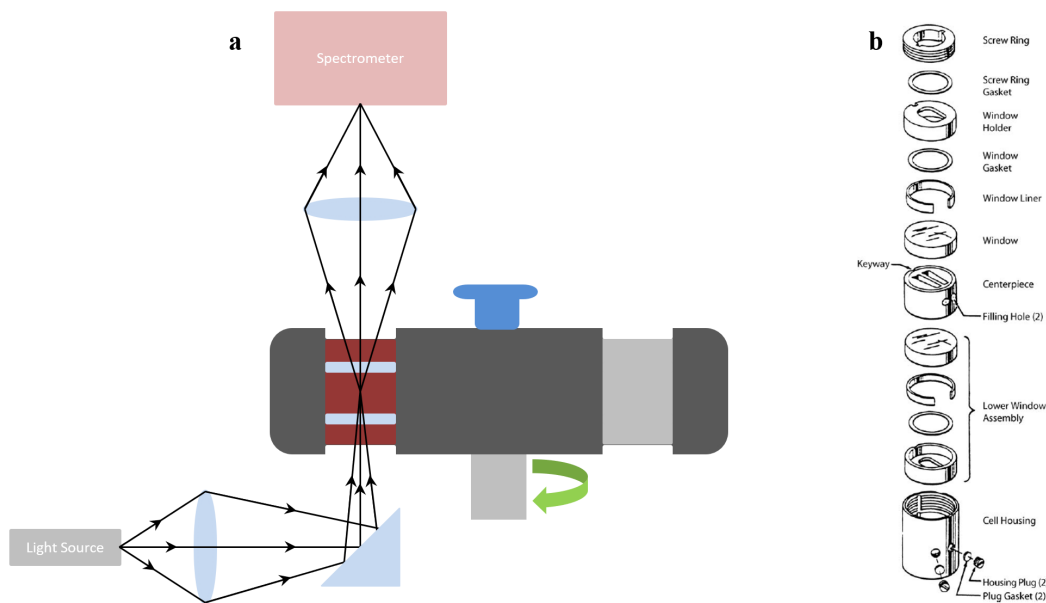 a
Spectrometer
Light Source
b
Screw Ring
Screw Ring
Gasket
Window
Holder
Window
Gasket
Window Liner
Window
Keyway
Centerpiece
Filling Hole (2)
Lower Window
Assembly
Cell Housing
Housing Plug (2
Plug Gasket (2)